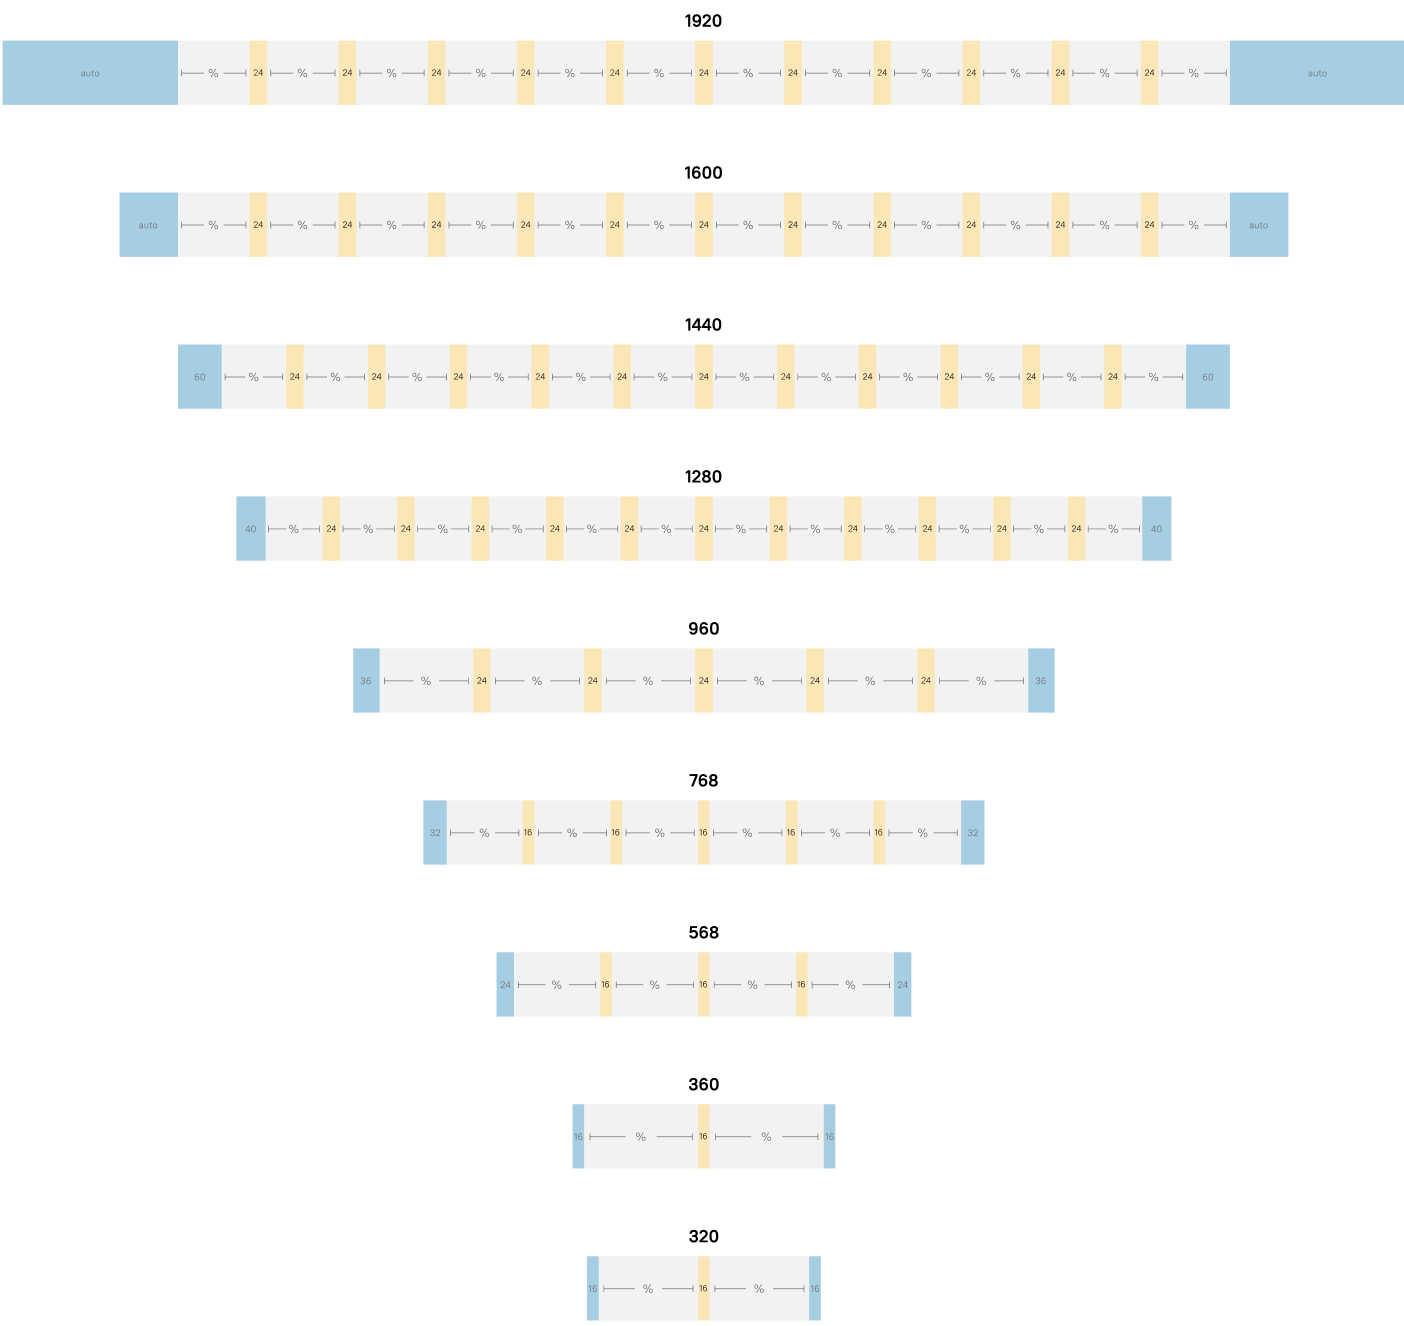 1920
auto % 24 % 24 % 24 % 24 % 24 % 24 % 24 % 24 % 24 % 24 % 24 % auto
1600
auto % 24 % 24 % 24 % 24 % 24 % 24 % 24 % 24 % 24 % 24 % 24 % auto
1440
60 % 24 % 24 % 24 % 24 % 24 % 24 % 24 % 24 % 24 % 24 % 24 % 60
1280
40 % 24 % 24 % 24 % 24 % 24 % 24 % 24 % 24 % 24 % 24 % 24 % 40
960
36 % 24 % 24 % 24 % 24 % 24 % 36
768
32 % 16 % 16 % 16 % 16 % 16 % 32
568
24 % 16 % 16 % 16 % 24
360
16 % 16 % 16
320
16 % 16 % 16